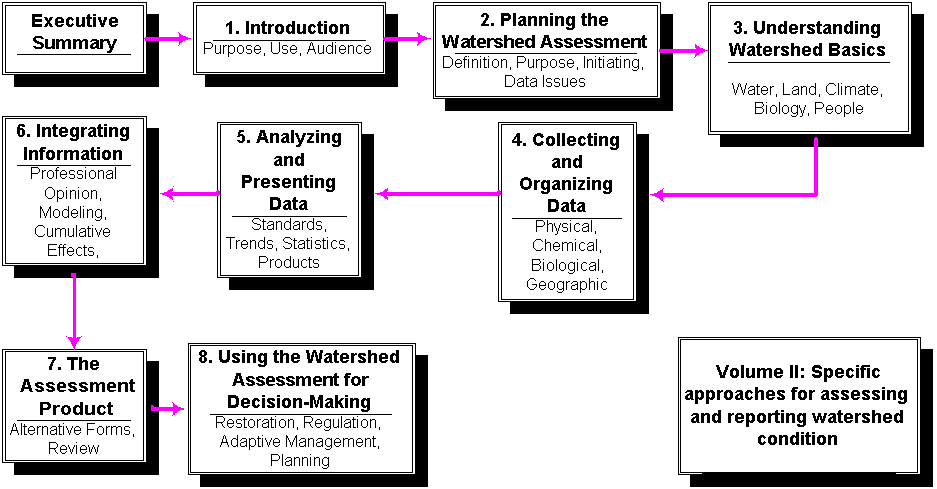 Executive
Summary
1. Introduction
Purpose, Use, Audience
2. Planning the
Watershed Assessment
Definition, Purpose, Initiating,
Data Issues
3. Understanding
Watershed Basics
Water, Land, Climate,
Biology, People
4. Collecting
and
Organizing
Data
Physical,
Chemical,
Biological,
Geographic
5. Analyzing
and
Presenting
Data
Standards,
Trends, Statistics,
Products
6. Integrating
Information
Professional
Opinion,
Modeling,
Cumulative
Effects,
7. The
Assessment
Product
Alternative Forms,
Review
8. Using the Watershed
Assessment for
Decision-Making
Restoration, Regulation,
Adaptive Management,
Planning
Volume II: Specific
approaches for assessing
and reporting watershed
condition